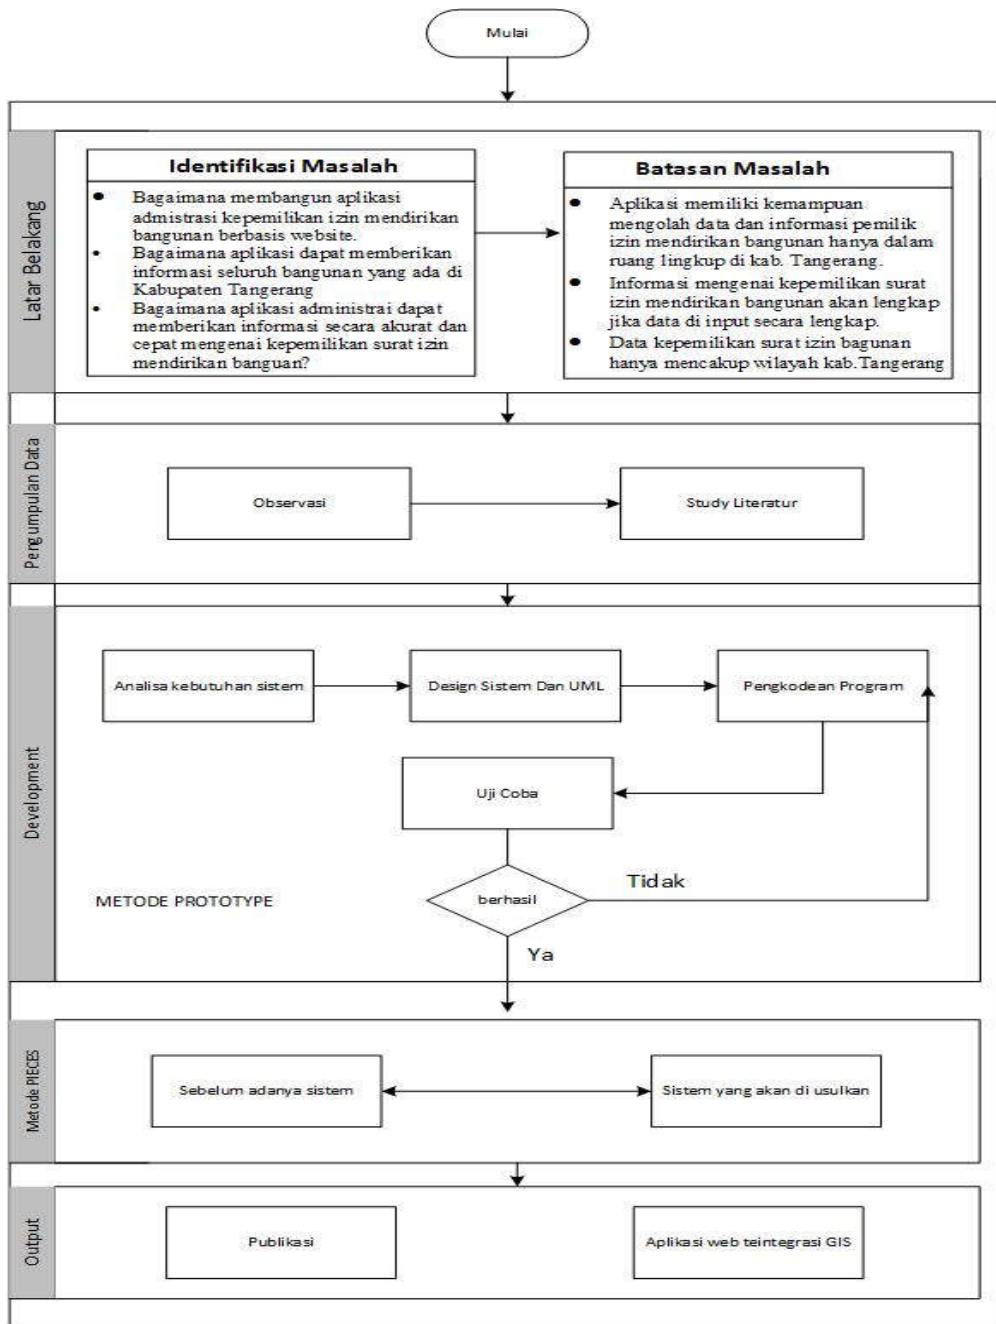 Mulai
Latar Belakang
Identifikasi Masalah
• Bagaimana membangun aplikasi
admistrasi kepemilikan izin mendirikan
bangunan berbasis website.
• Bagaimana aplikasi dapat memberikan
informasi seluruh bangunan yang ada di
Kabupaten Tangerang
• Bagaimana aplikasi administrai dapat
memberikan informasi secara akurat dan
cepat mengenai kepemilikan surat izin
mendirikan banguan?
Batasan Masalah
• Aplikasi memiliki kemampuan
mengolah data dan informasi pemilik
izin mendirikan bangunan hanya dalam
ruang lingkup di kab. Tangerang.
• Informasi mengenai kepemilikan surat
izin mendirikan bangunan akan lengkap
jika data di input secara lengkap.
• Data kepemilikan surat izin bagunan
hanya mencakup wilayah kab.Tangerang
Pengumpulan Data
Observasi
Study Literatur
Development
Analisa kebutuhan sistem
Design Sistem Dan UML
Pengkodean Program
Uji Coba
berhasil
Tidak
METODE PROTOTYPE
Ya
Metode PIECES
Sebelum adanya sistem
Sistem yang akan di usulkan
Output
Publikasi
Aplikasi web teintegrasi GIS